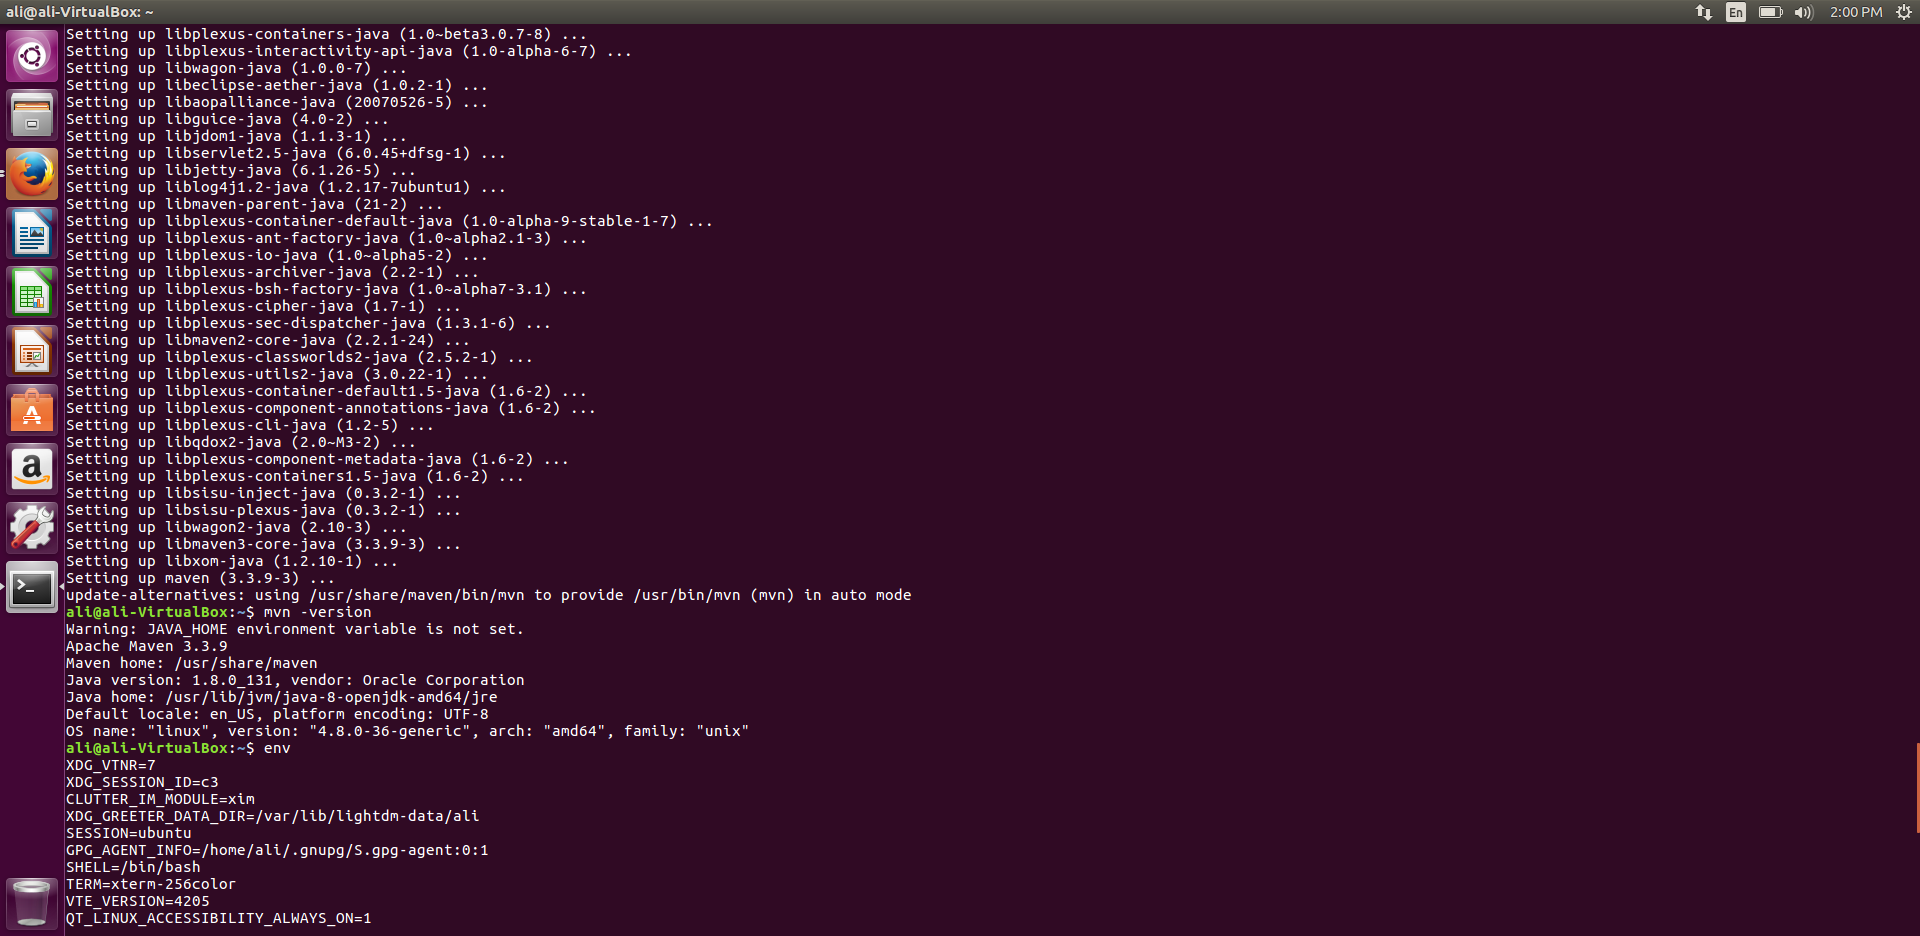 ali@ali-VirtualBox: ~
En
2:00 PM
Setting up libplexus-containers-java (1.0~beta3.0.7-8) ...
Setting up libplexus-interactivity-api-java (1.0-alpha-6-7) ...
Setting up libwagon-java (1.0.0-7) ...
Setting up libeclipse-aether-java (1.0.2-1) ...
Setting up libaopalliance-java (20070526-5) ...
Setting up libguice-java (4.0-2) ...
Setting up libjdom1-java (1.1.3-1) ...
Setting up libservlet2.5-java (6.0.45+dfsg-1) ...
Setting up libjetty-java (6.1.26-5) ...
Setting up liblog4j1.2-java (1.2.17-7ubuntu1) ...
Setting up libmaven-parent-java (21-2) ...
Setting up libplexus-container-default-java (1.0-alpha-9-stable-1-7) ...
Setting up libplexus-ant-factory-java (1.0~alpha2.1-3) ...
Setting up libplexus-io-java (1.0~alpha5-2) ...
Setting up libplexus-archiver-java (2.2-1) ...
Setting up libplexus-bsh-factory-java (1.0~alpha7-3.1) ...
Setting up libplexus-cipher-java (1.7-1) ...
Setting up libplexus-sec-dispatcher-java (1.3.1-6) ...
Setting up libmaven2-core-java (2.2.1-24) ...
Setting up libplexus-classworlds2-java (2.5.2-1) ...
Setting up libplexus-utils2-java (3.0.22-1) ...
Setting up libplexus-container-default1.5-java (1.6-2) ...
Setting up libplexus-component-annotations-java (1.6-2) ...
Setting up libplexus-cli-java (1.2-5) ...
Setting up libqdox2-java (2.0~M3-2) ...
Setting up libplexus-component-metadata-java (1.6-2) ...
Setting up libplexus-containers1.5-java (1.6-2) ...
Setting up libsisu-inject-java (0.3.2-1) ...
Setting up libsisu-plexus-java (0.3.2-1) ...
Setting up libwagon2-java (2.10-3) ...
Setting up libmaven3-core-java (3.3.9-3) ...
Setting up libxom-java (1.2.10-1) ...
Setting up maven (3.3.9-3) ...
update-alternatives: using /usr/share/maven/bin/mvn to provide /usr/bin/mvn (mvn) in auto mode
ali@ali-VirtualBox:~$ mvn -version
Warning: JAVA_HOME environment variable is not set.
Apache Maven 3.3.9
Maven home: /usr/share/maven
Java version: 1.8.0_131, vendor: Oracle Corporation
Java home: /usr/lib/jvm/java-8-openjdk-amd64/jre
Default locale: en_US, platform encoding: UTF-8
OS name: "linux", version: "4.8.0-36-generic", arch: "amd64", family: "unix"
ali@ali-VirtualBox:~$ env
XDG_VTNR=7
XDG_SESSION_ID=c3
CLUTTER_IM_MODULE=xim
XDG_GREETER_DATA_DIR=/var/lib/lightdm-data/ali
SESSION=ubuntu
GPG_AGENT_INFO=/home/ali/.gnupg/S.gpg-agent:0:1
SHELL=/bin/bash
TERM=xterm-256color
VTE_VERSION=4205
QT_LINUX_ACCESSIBILITY_ALWAYS_ON=1